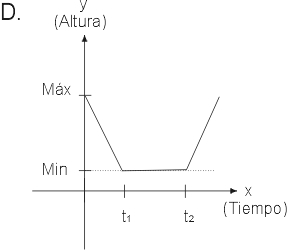 D.
y
(Altura)
Máx
Min
t₁
t₂
x
(Tiempo)